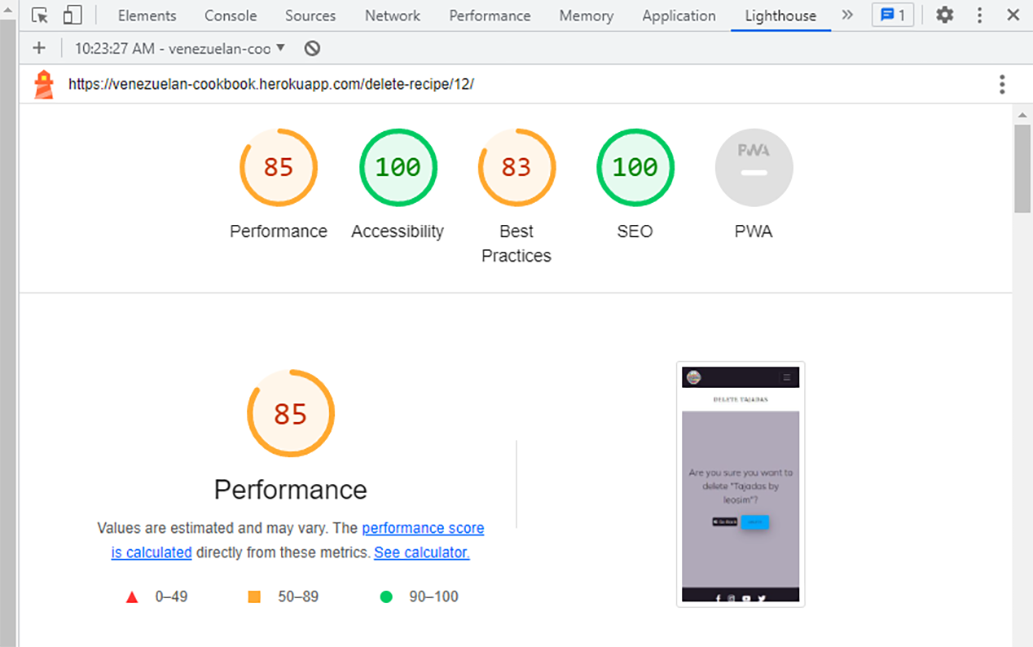 Elements Console Sources Network Performance Memory Application Lighthouse » 1
+ 10:23:27 AM - venezuelan-coo
https://venezuelan-cookbook.herokuapp.com/delete-recipe/12/
85 100 83 100 PWA
Performance Accessibility Best Practices SEO PWA
85
Performance
Values are estimated and may vary. The performance score
is calculated directly from these metrics. See calculator.
0–49 50–89 90–100
DELETE TAJADAS
Are you sure you want to
delete "Tajadas by
leosim"?